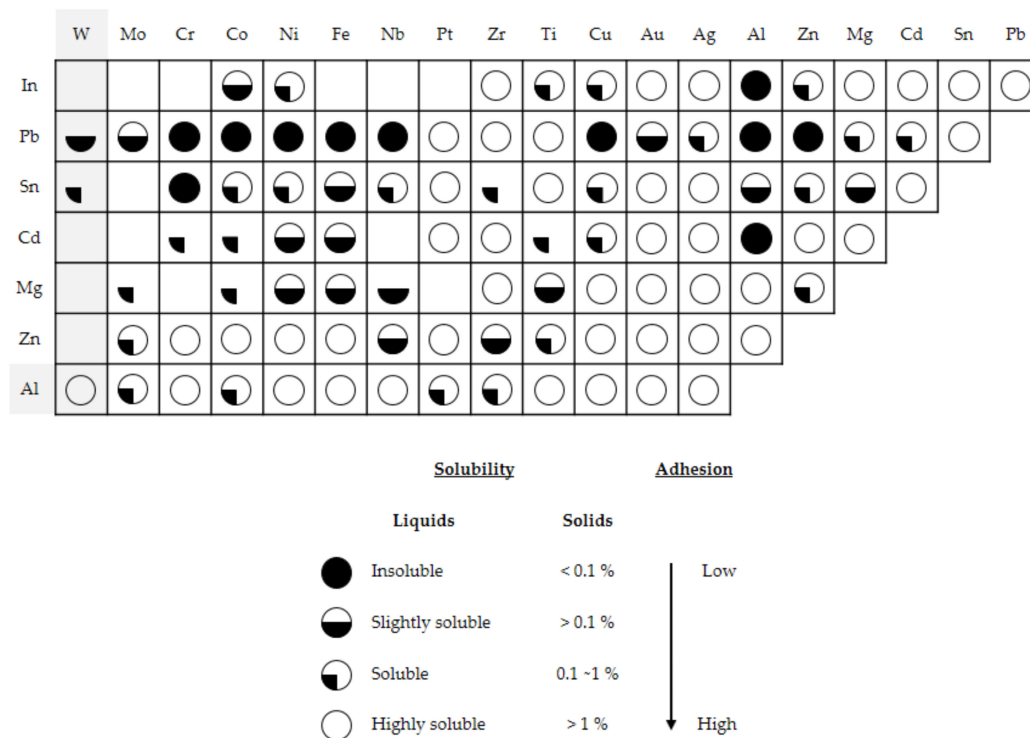 W Mo Cr Co Ni Fe Nb Pt Zr Ti Cu Au Ag Al Zn Mg Cd Sn Pb
In
Pb
Sn
Cd
Mg
Zn
Al
Solubility Adhesion
Liquids Solids
Insoluble < 0.1 % Low
Slightly soluble > 0.1 %
Soluble 0.1 ~1 %
Highly soluble > 1 % High